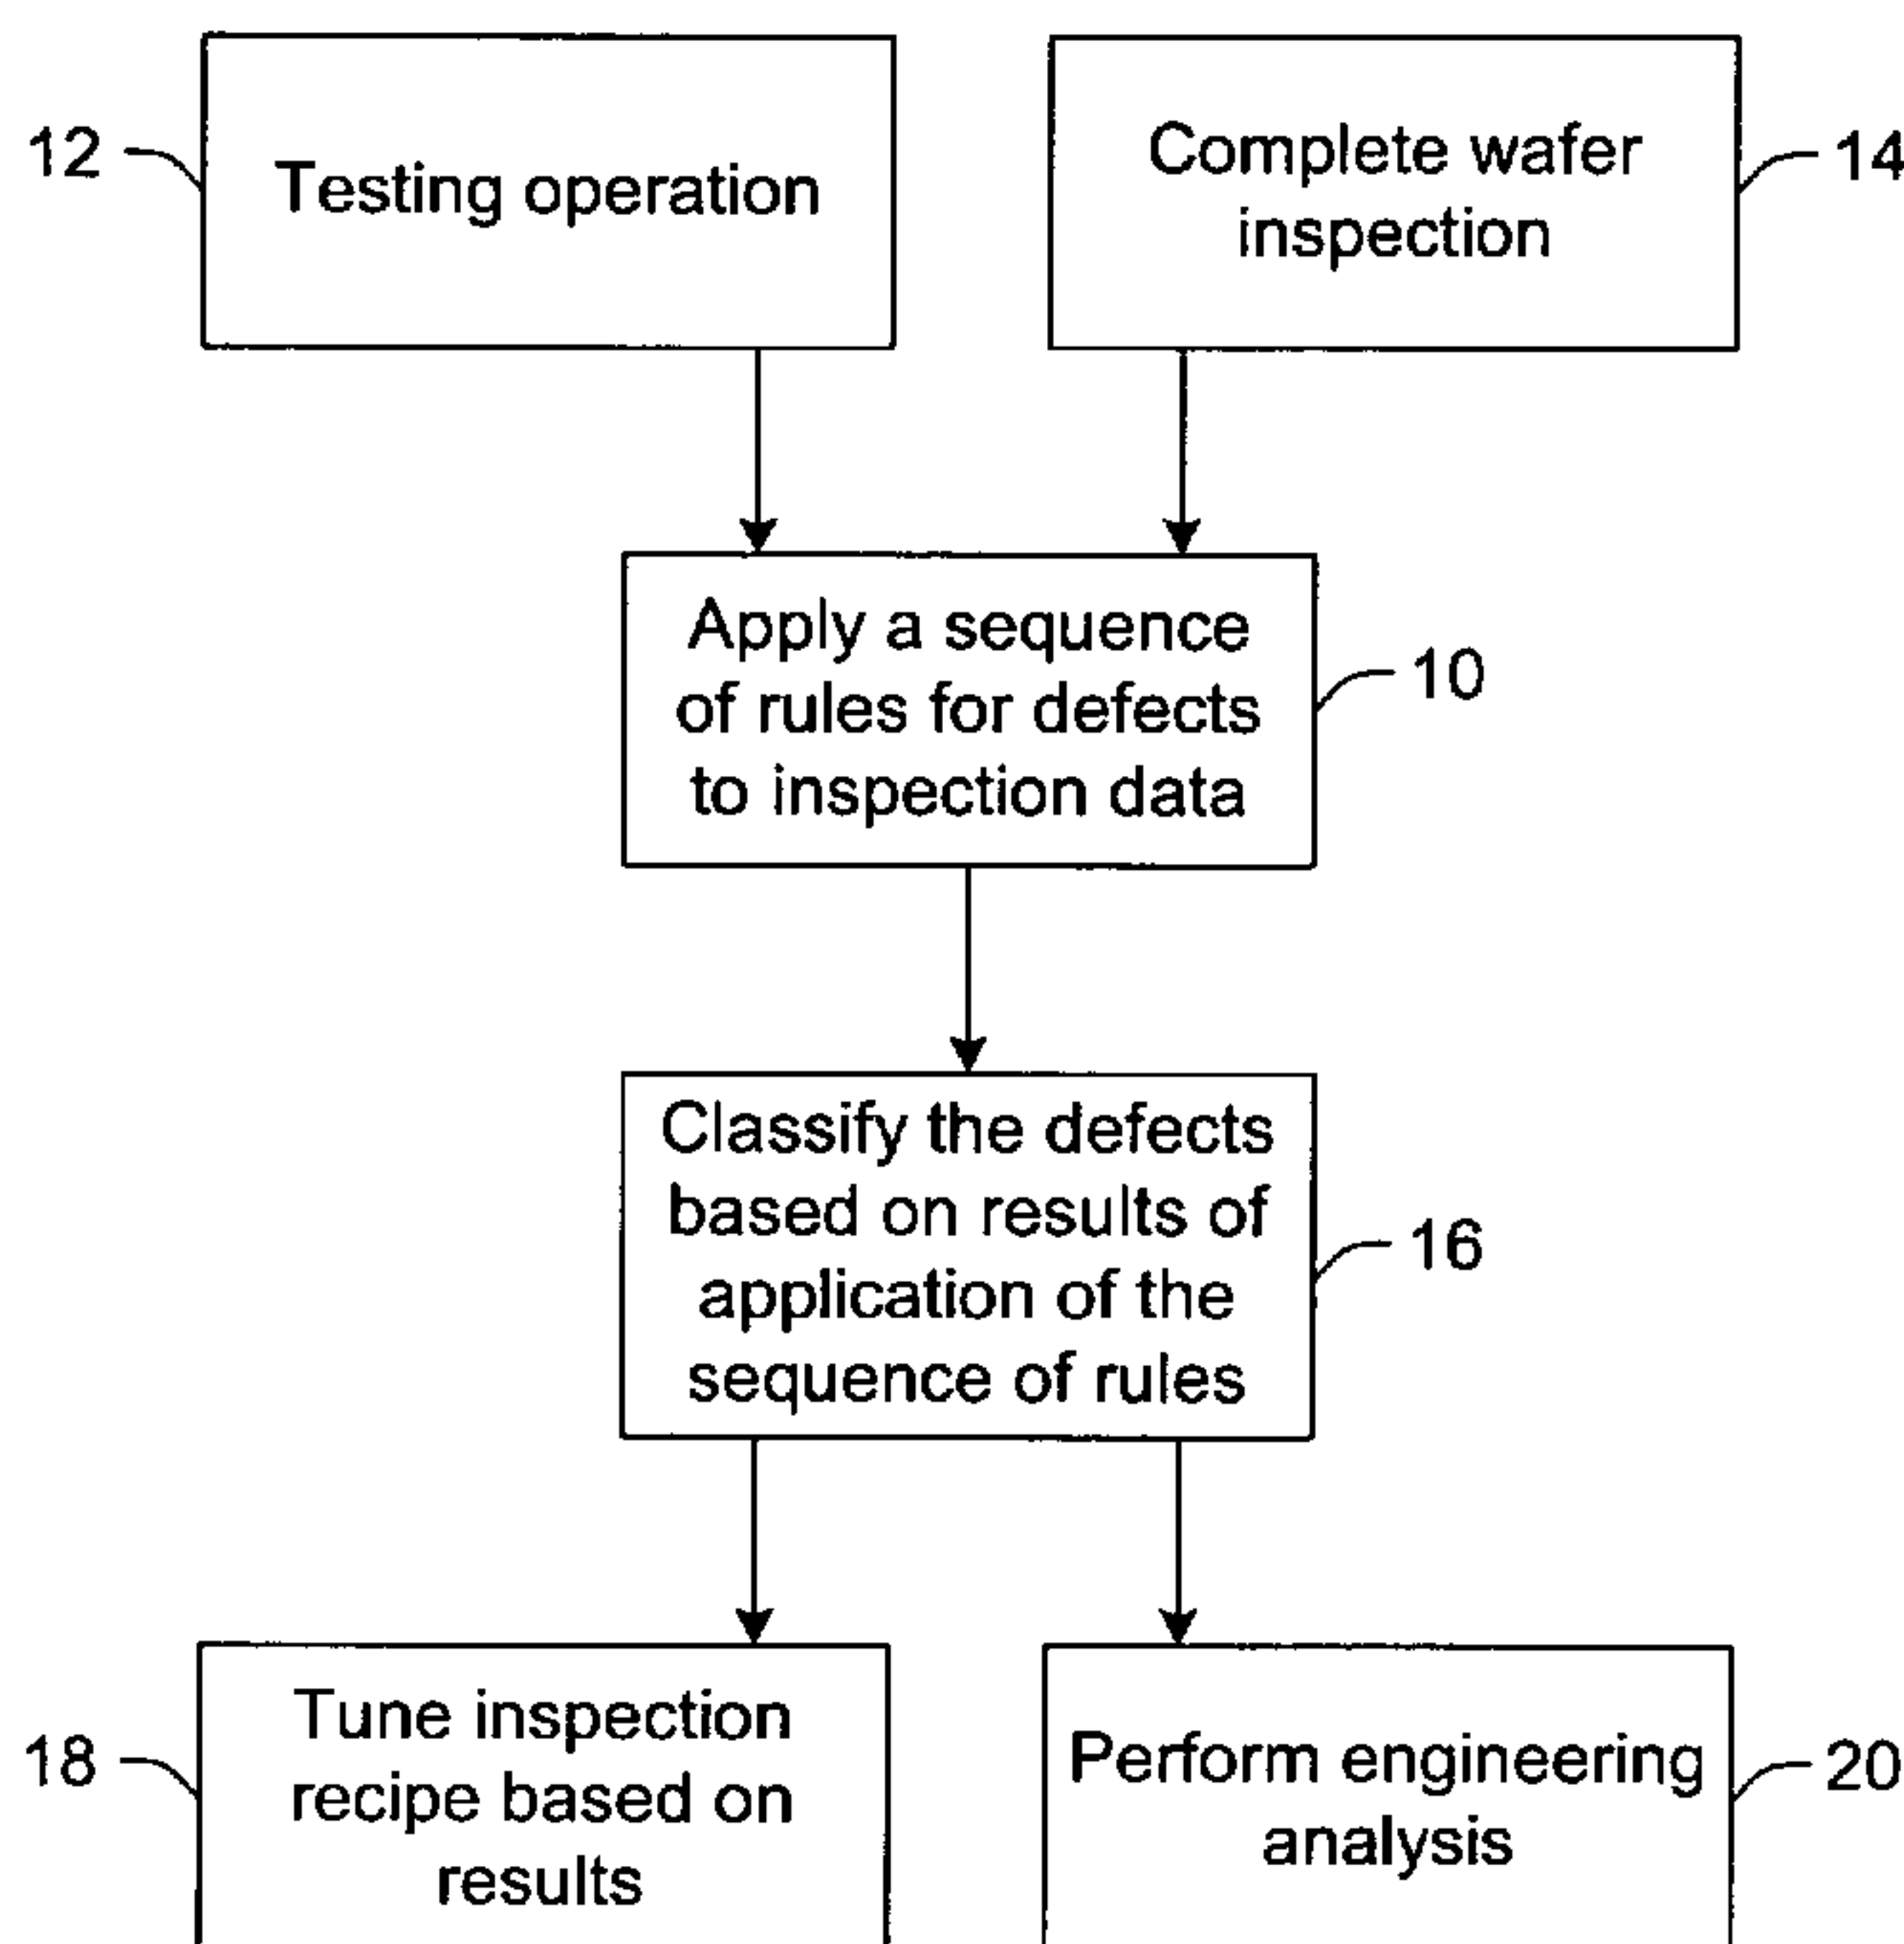 12
Testing operation
Complete wafer
inspection
14
Apply a sequence
of rules for defects
to inspection data
10
Classify the defects
based on results of
application of the
sequence of rules
16
18
Tune inspection
recipe based on
results
Perform engineering
analysis
20